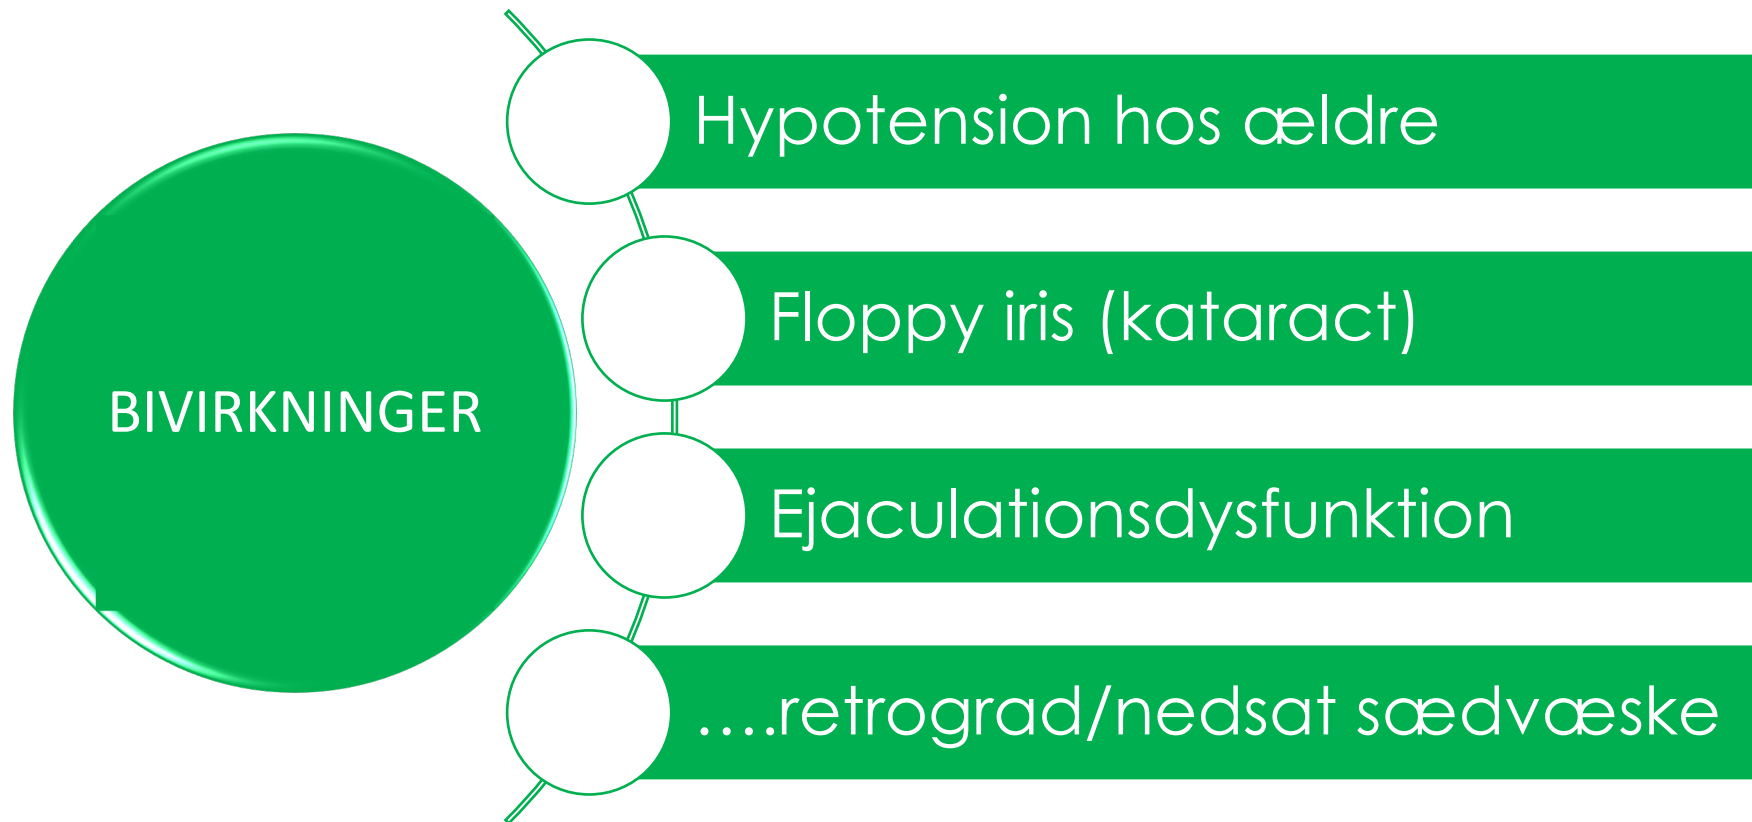 BIVIRKNINGER
Hypotension hos ældre
Floppy iris (kataract)
Ejaculationsdysfunktion
....retrograd/nedsat sædvæske